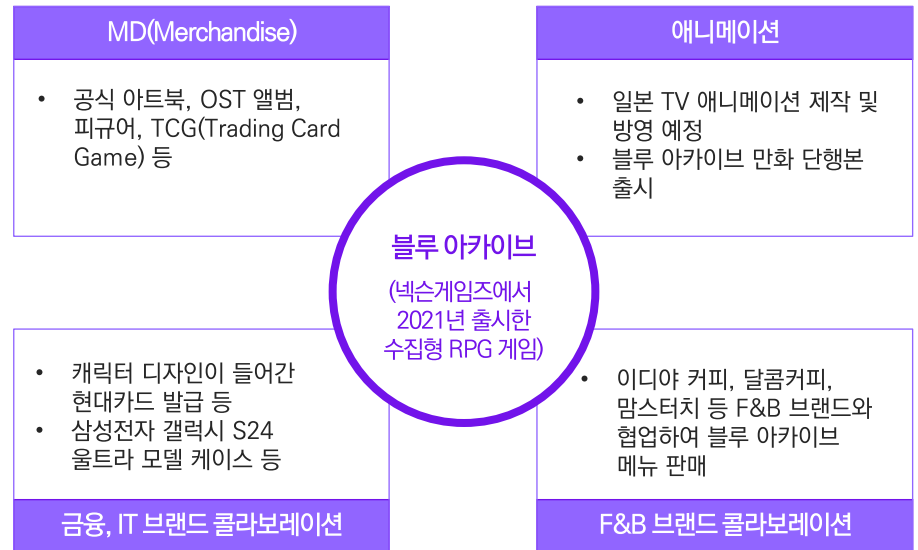 MD(Merchandise)
• 공식 아트북, OST 앨범,
피규어, TCG(Trading Card
Game) 등
애니메이션
• 일본 TV 애니메이션 제작 및
방영 예정
• 블루 아카이브 만화 단행본
출시
블루 아카이브
(넥슨게임즈에서
2021년 출시한
수집형 RPG 게임)
• 캐릭터 디자인이 들어간
현대카드 발급 등
• 삼성전자 갤럭시 S24
울트라 모델 케이스 등
금융, IT 브랜드 콜라보레이션
• 이디야 커피, 달콤커피,
맘스터치 등 F&B 브랜드와
협업하여 블루 아카이브
메뉴 판매
F&B 브랜드 콜라보레이션